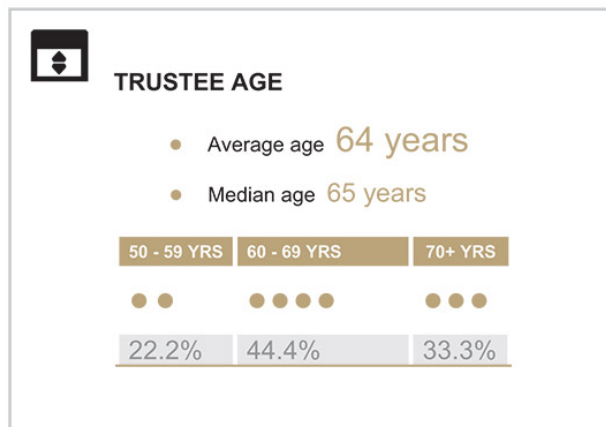 TRUSTEE AGE
Average age 64 years
Median age 65 years
50 - 59 YRS 60 - 69 YRS 70+ YRS
22.2% 44.4% 33.3%